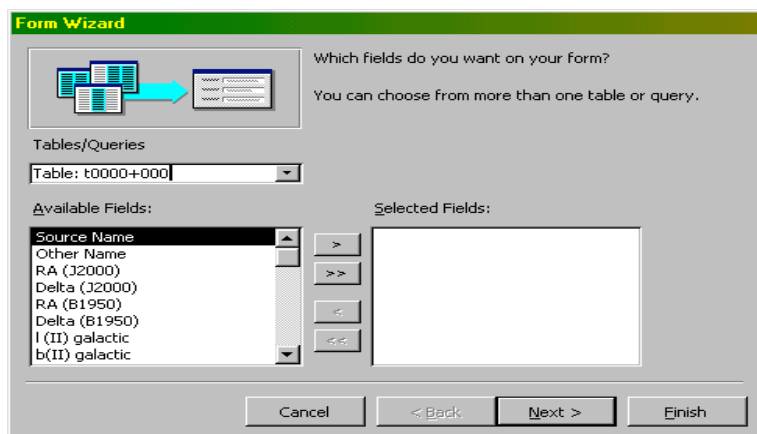 Form Wizard
Which fields do you want on your form?
You can choose from more than one table or query.
Tables/Queries
Table: t0000+000
Available Fields:
Selected Fields:
Source Name
Other Name
RA (J2000)
Delta (J2000)
RA (B1950)
Delta (B1950)
l (II) galactic
b(II) galactic
>
>>
<
<<
Cancel
< Back
Next >
Finish